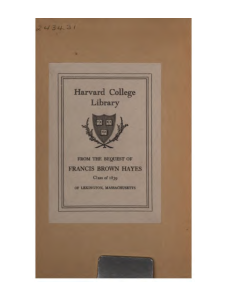 Harvard College
Library
FROM THE BEQUEST OF
FRANCIS BROWN HAYES
Class of 1839
OF LEXINGTON, MASSACHUSETTS